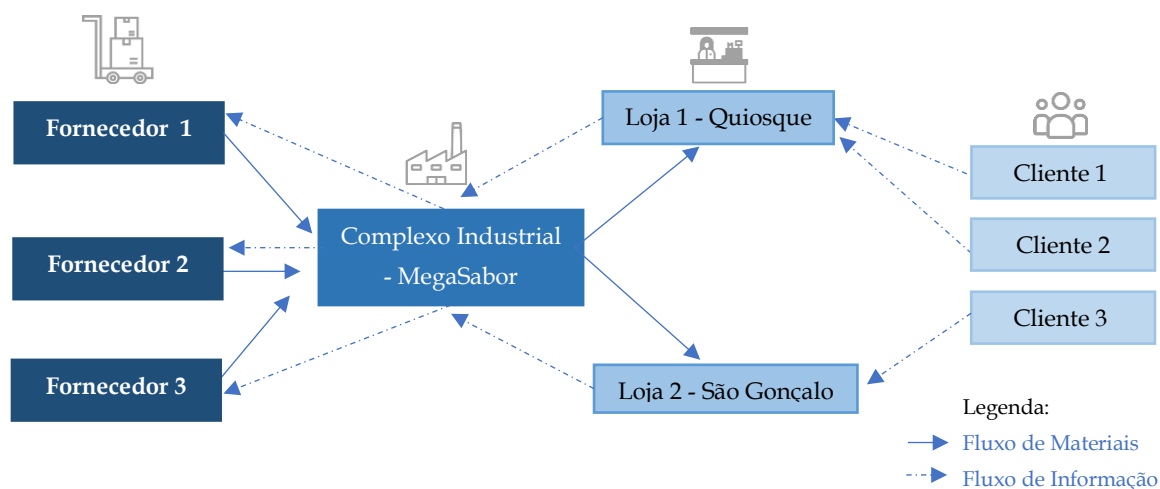 Fornecedor 1
Fornecedor 2
Fornecedor 3
Complexo Industrial
- MegaSabor
Loja 1 - Quiosque
Loja 2 - São Gonçalo
Cliente 1
Cliente 2
Cliente 3
Legenda:
Fluxo de Materiais
Fluxo de Informação